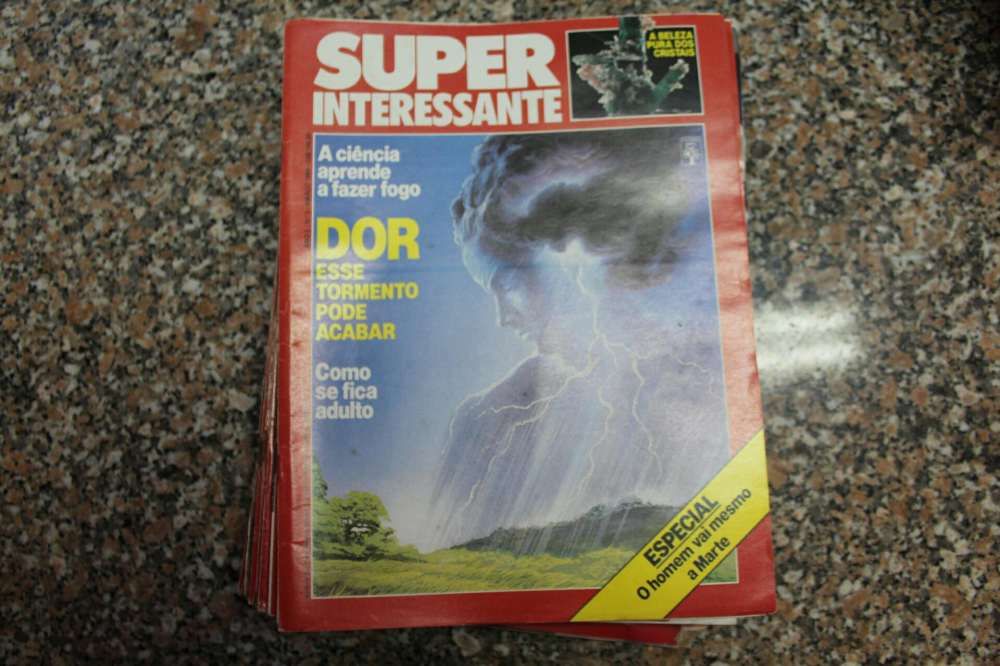 SUPER
INTERESSANTE
A BELEZA
PURA DOS
CRISTAIS
A ciência
aprende
a fazer fogo
DOR
ESSE
TORMENTO
PODE
ACABAR
Como
se fica
adulto
ESPECIAL
O homem vai mesmo
a Marte